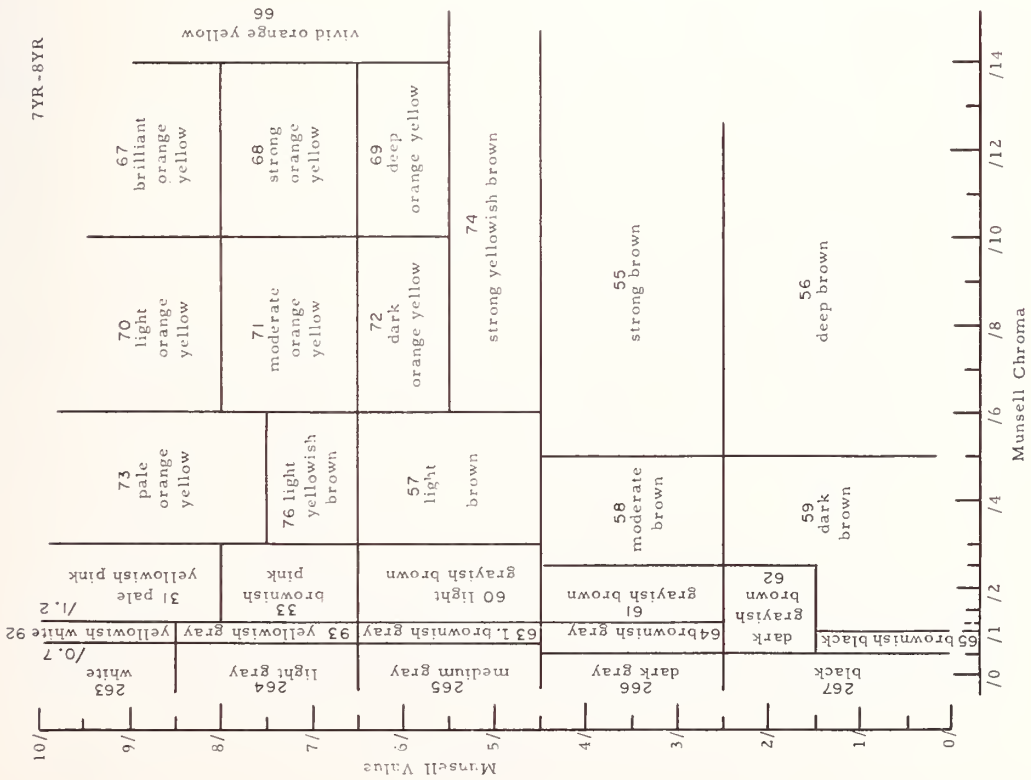 7YR-8YR
vivid orange yellow
66
67
brilliant
orange
yellow
68
strong
orange
yellow
69
deep
orange yellow
74
strong yellowish brown
70
light
orange
yellow
71
moderate
orange
yellow
72
dark
orange yellow
55
strong brown
56
deep brown
73
pale
orange
yellow
76 light
yellowish
brown
57
light
brown
58
moderate
brown
59
dark
brown
31 pale
yellowish pink
33
brownish
pink
60 light
grayish brown
61
grayish brown
62
dark
grayish
brown
/1.2
92 yellowish white
93 yellowish gray
63 l. brownish gray
64 brownish gray
65 brownish black
/0.7
263
white
264
light gray
265
medium gray
266
dark gray
267
black
10/
9/
8/
7/
6/
5/
4/
3/
2/
1/
0/
Munsell Value
/0
/1
/2
/4
/6
/8
/10
/12
/14
Munsell Chroma